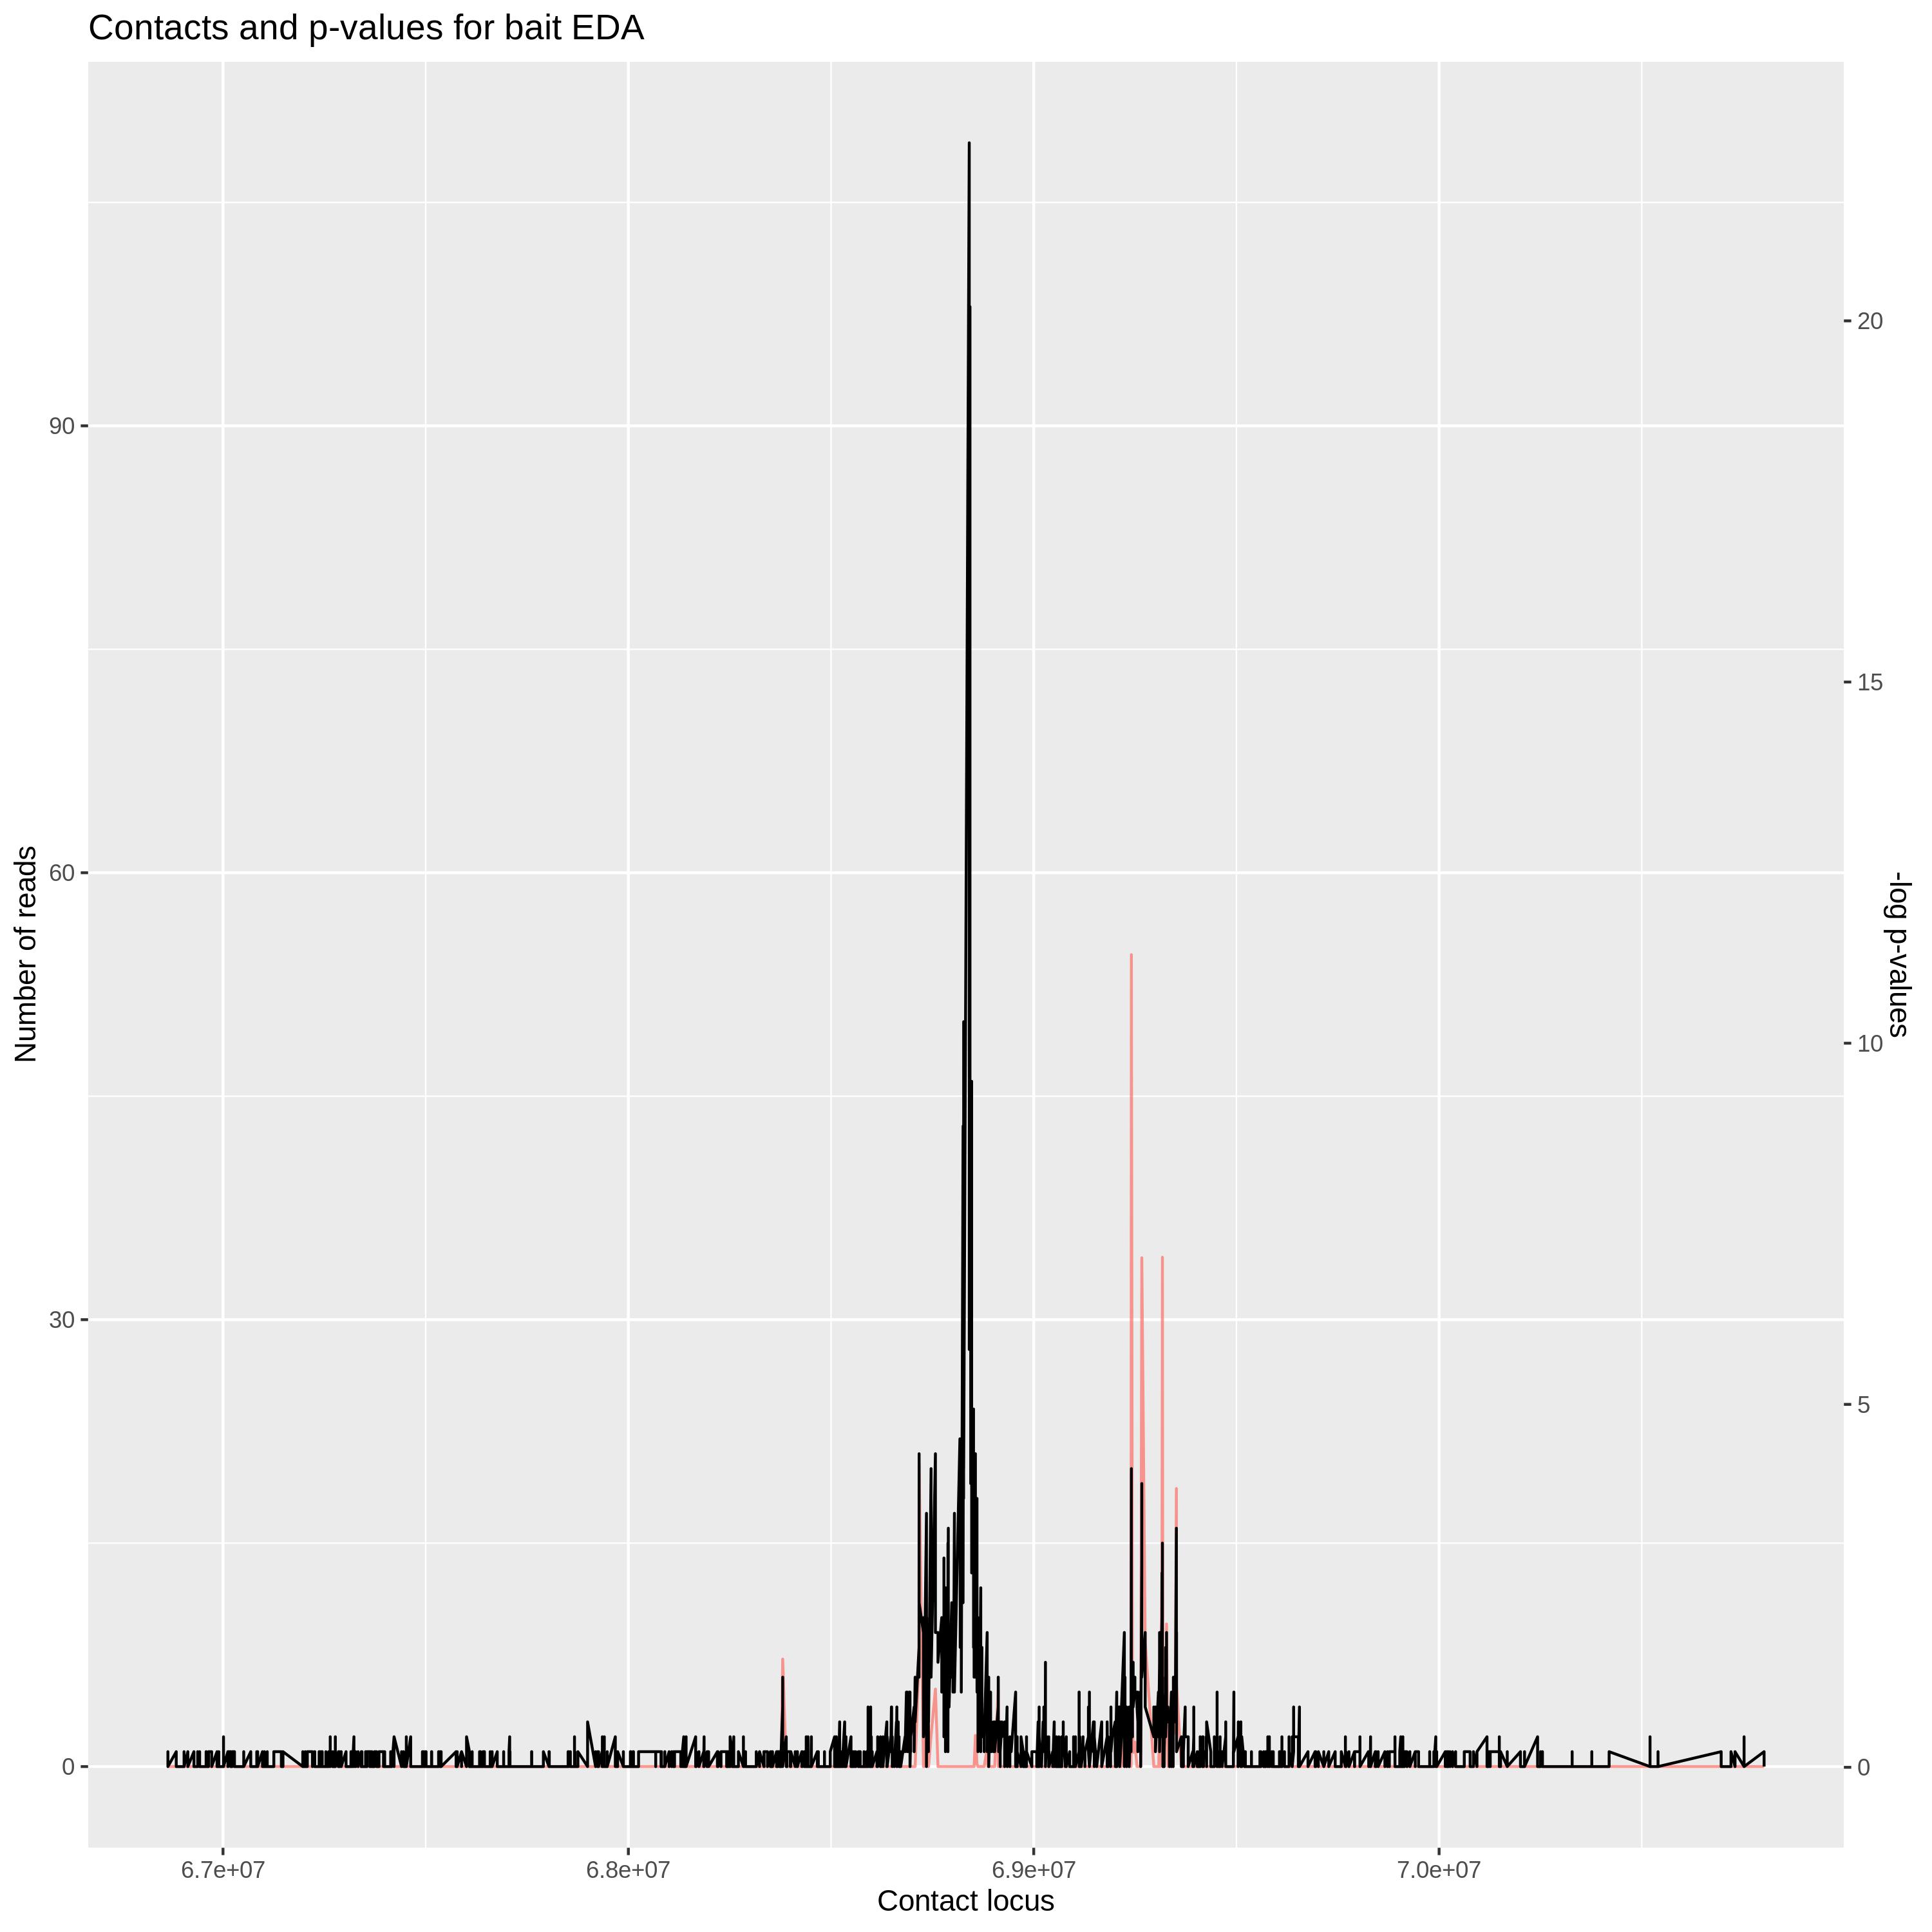 Contacts and p-values for bait EDA
Number of reads
90
60
30
0
20
15
10
5
0
-log p-values
6.7e+07
6.8e+07
6.9e+07
7.0e+07
Contact locus